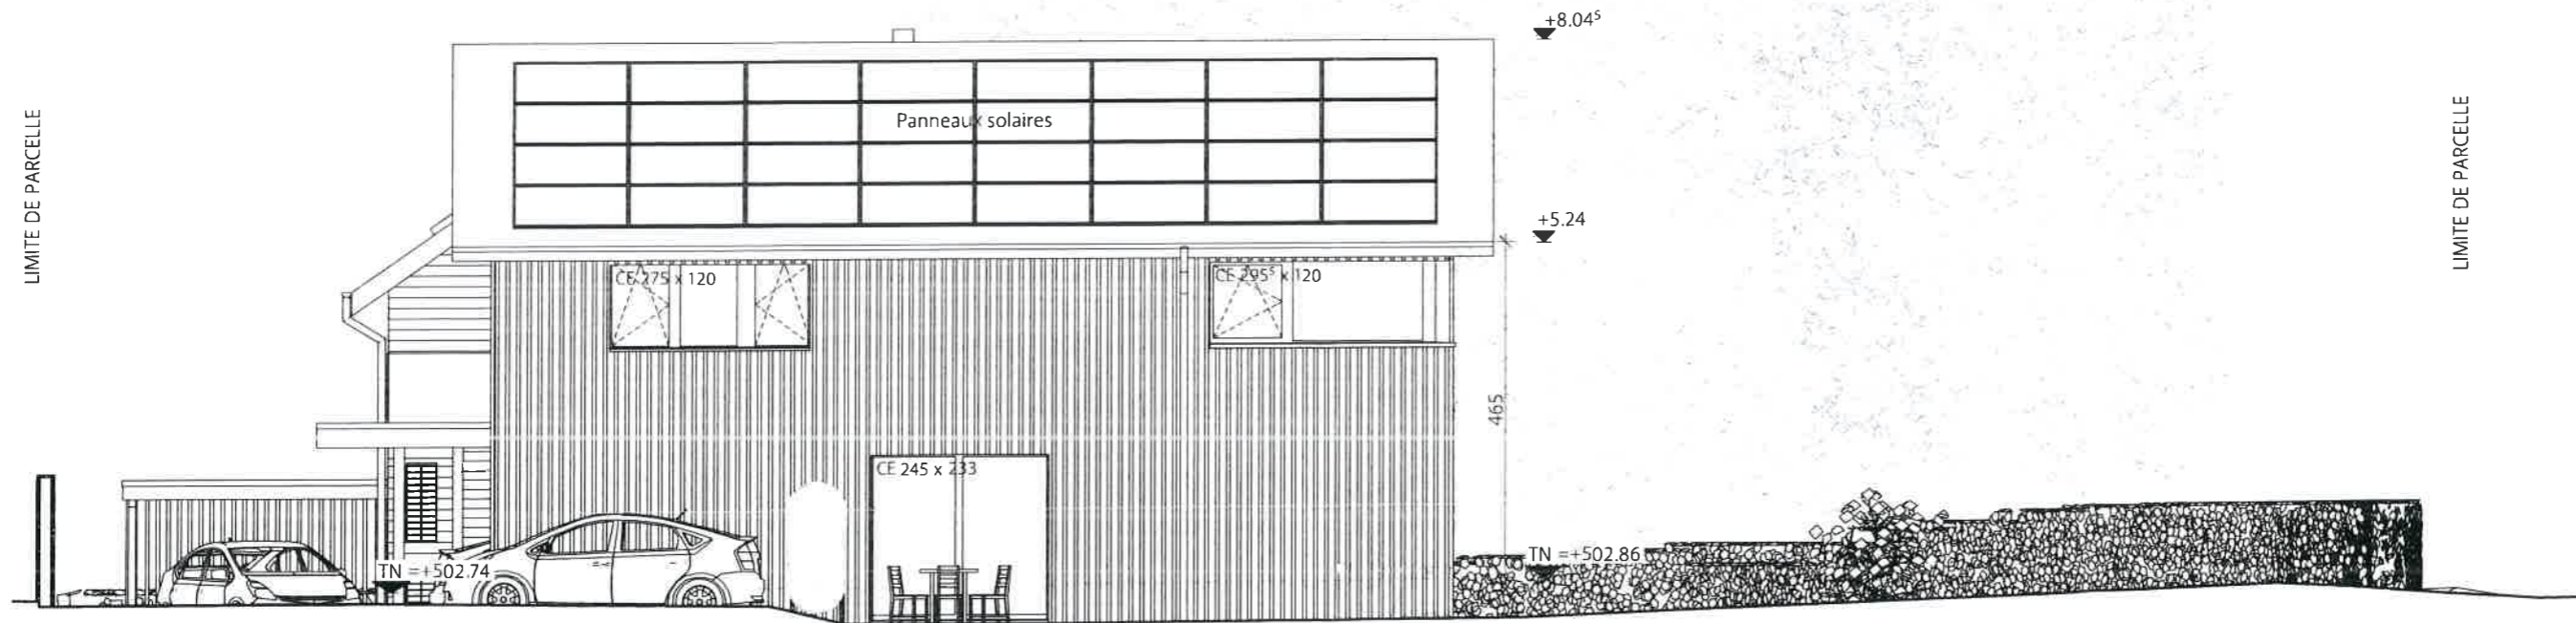 +8.04⁵
LIMITE DE PARCELLE
Panneaux solaires
LIMITE DE PARCELLE
+5.24
CE 275 x 120
CE 295⁵ x 120
465
CE 245 x 233
TN =+502.86
TN =+502.74